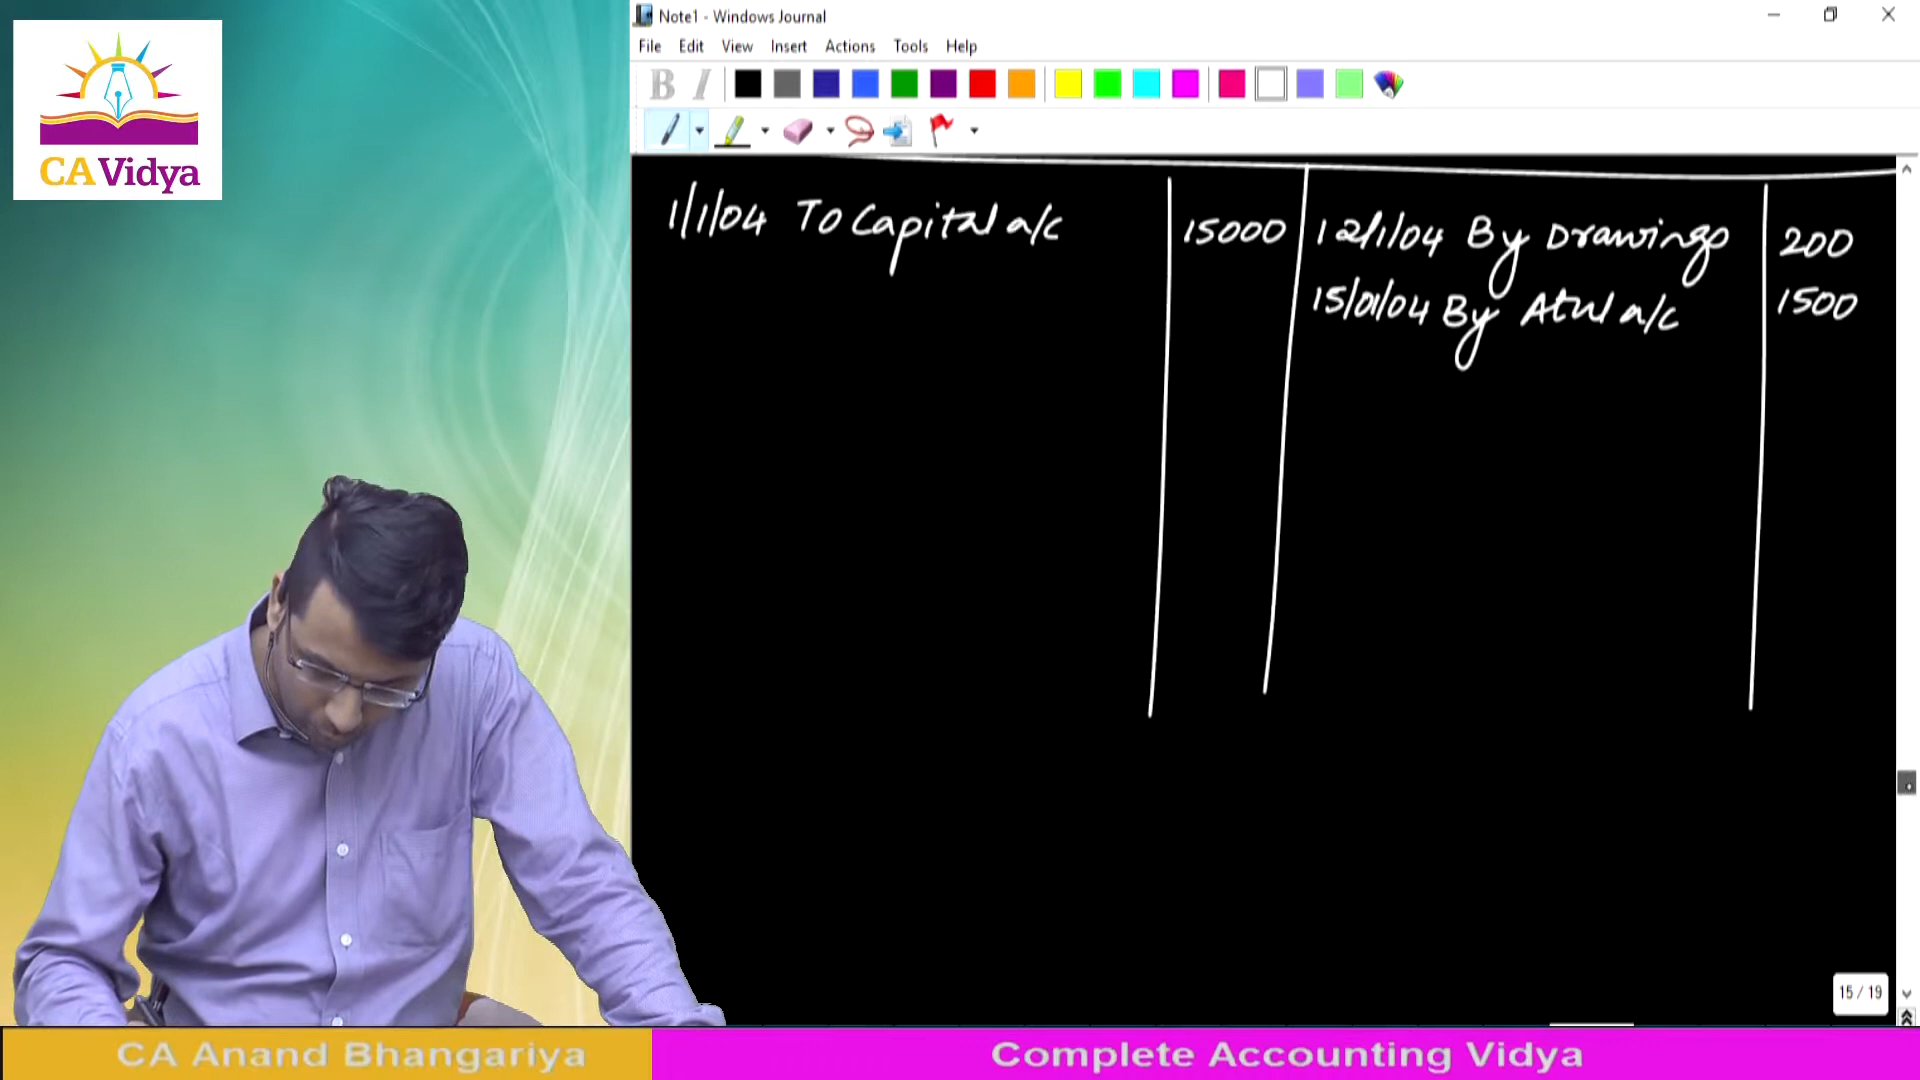 CA Vidya
Note1 - Windows Journal
File Edit View Insert Actions Tools Help
B I
1/1/04 To Capital a/c 15000 12/1/04 By Drawings 200
15/01/04 By Atul a/c 1500
15 / 19
CA Anand Bhangariya
Complete Accounting Vidya